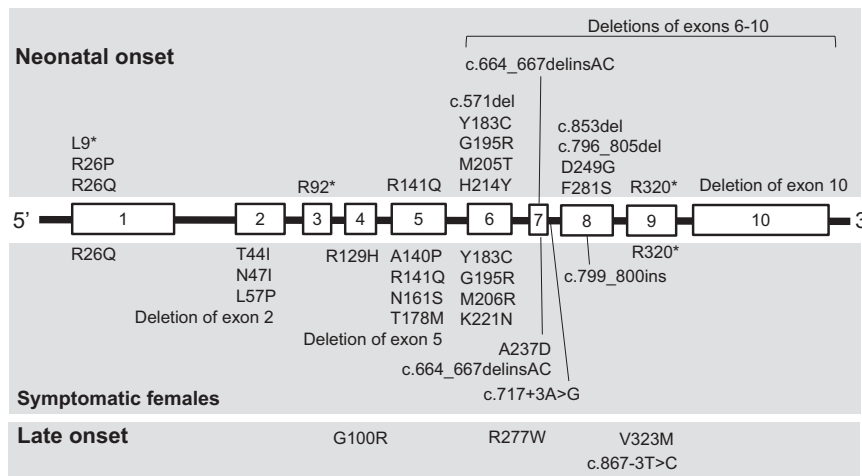 Deletions of exons 6-10
Neonatal onset
c.664_667delinsAC
c.571del
Y183C
c.853del
L9*
G195R
c.796_805del
R26P
M205T
D249G
R26Q
R92*
R141Q
H214Y
F281S
R320*
Deletion of exon 10
5' 1 2 3 4 5 6 7 8 9 10 3
R26Q
T44I
R129H
A140P
Y183C
R320*
N47I
R141Q
G195R
c.799_800ins
L57P
N161S
M206R
Deletion of exon 2
T178M
K221N
Deletion of exon 5
A237D
c.664_667delinsAC
Symptomatic females
c.717+3A>G
Late onset
G100R
R277W
V323M
c.867-3T>C